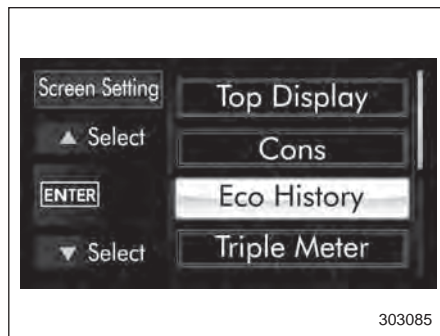 Screen Setting
▲ Select
ENTER
▼ Select
Top Display
Cons
Eco History
Triple Meter
303085